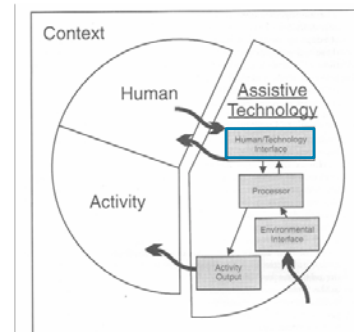 Context
Human
Assistive
Technology
Human/Technology
Interface
Processor
Activity
Environmental
Interface
Activity
Output